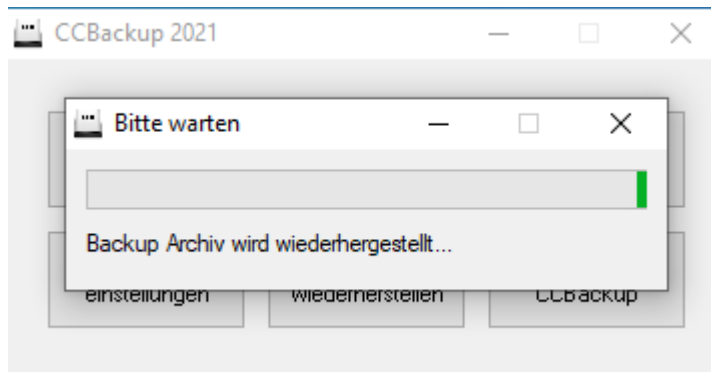 CCBackup 2021
Bitte warten
Backup Archiv wird wiederhergestellt...
einstellungen
wiederherstellen
CCBackup